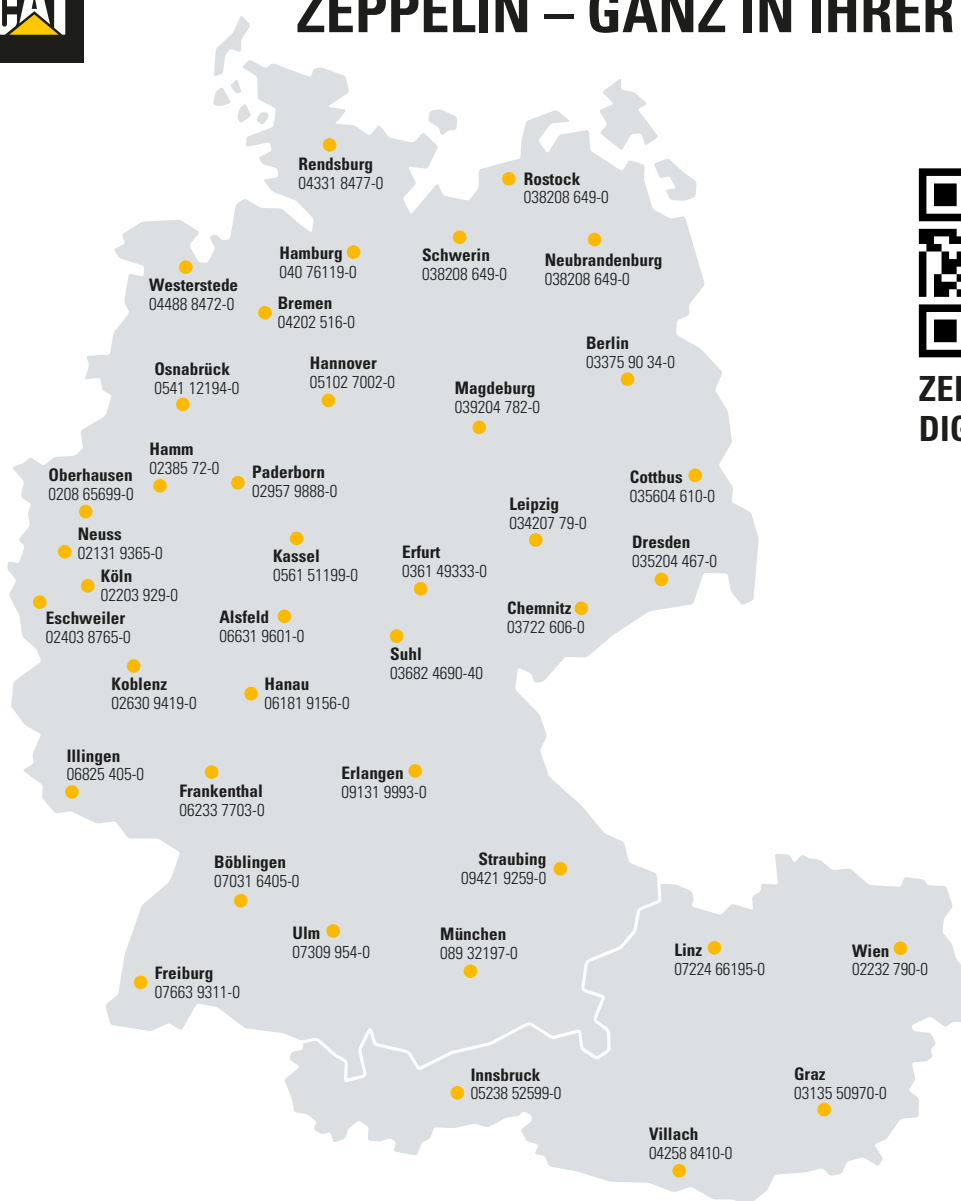 CAT
ZEPPELIN – GANZ IN IHRER
Rendsburg
04331 8477-0
Rostock
038208 649-0
Hamburg
040 76119-0
Schwerin
038208 649-0
Neubrandenburg
038208 649-0
Westerstede
04488 8472-0
Bremen
04202 516-0
Berlin
03375 90 34-0
Osnabrück
0541 12194-0
Hannover
05102 7002-0
Magdeburg
039204 782-0
Hamm
02385 72-0
Oberhausen
0208 65699-0
Paderborn
02957 9888-0
Cottbus
035604 610-0
Leipzig
034207 79-0
Neuss
02131 9365-0
Kassel
0561 51199-0
Erfurt
0361 49333-0
Dresden
035204 467-0
Köln
02203 929-0
Eschweiler
02403 8765-0
Alsfeld
06631 9601-0
Chemnitz
03722 606-0
Suhl
03682 4690-40
Koblenz
02630 9419-0
Hanau
06181 9156-0
Illingen
06825 405-0
Frankenthal
06233 7703-0
Erlangen
09131 9993-0
Böblingen
07031 6405-0
Straubing
09421 9259-0
Ulm
07309 954-0
München
089 32197-0
Linz
07224 66195-0
Wien
02232 790-0
Freiburg
07663 9311-0
Innsbruck
05238 52599-0
Graz
03135 50970-0
Villach
04258 8410-0